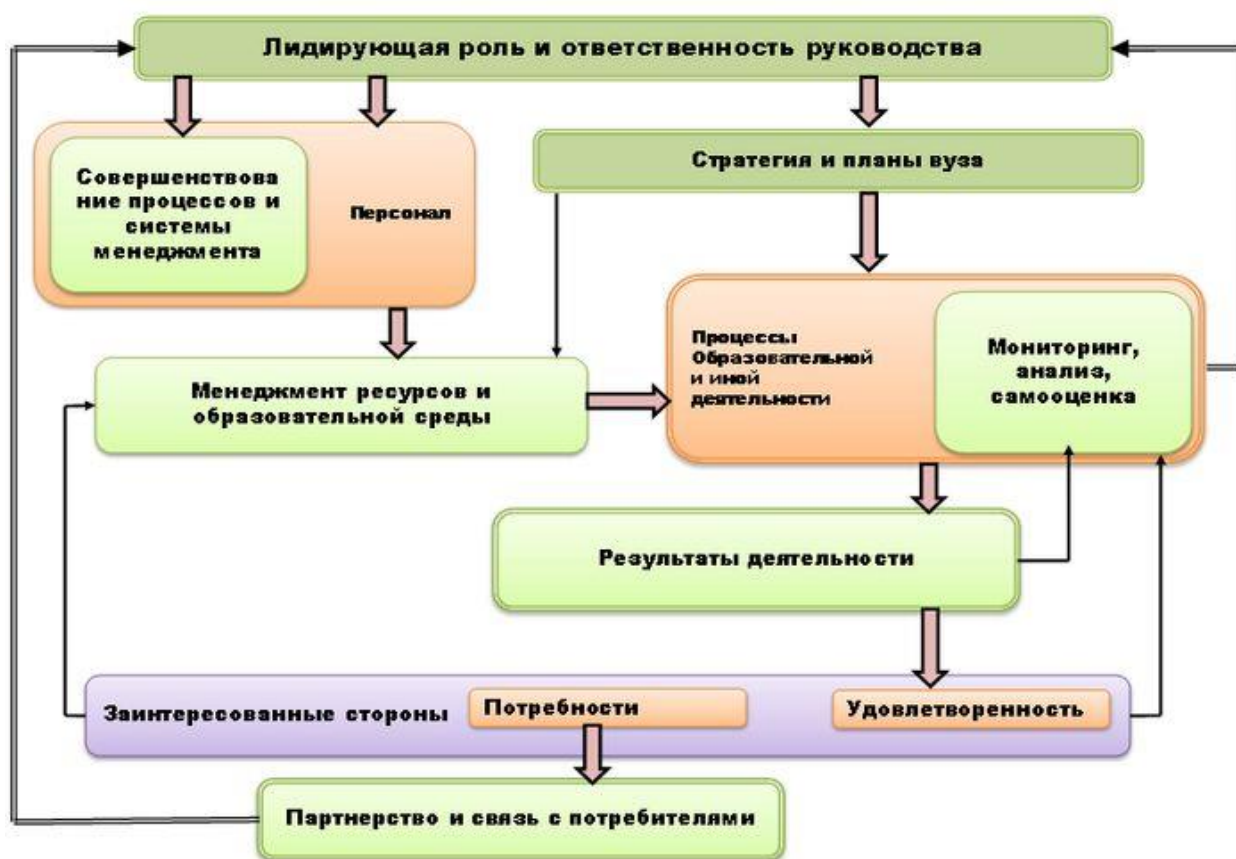 Лидирующая роль и ответственность руководства
Совершенствова
ние процессов и
системы
менеджмента
Персонал
Стратегия и планы вуза
Менеджмент ресурсов и
образовательной среды
Процессы
Образовательной
и иной
деятельности
Мониторинг,
анализ,
самооценка
Результаты деятельности
Заинтересованные стороны
Потребности
Удовлетворенность
Партнерство и связь с потребителями